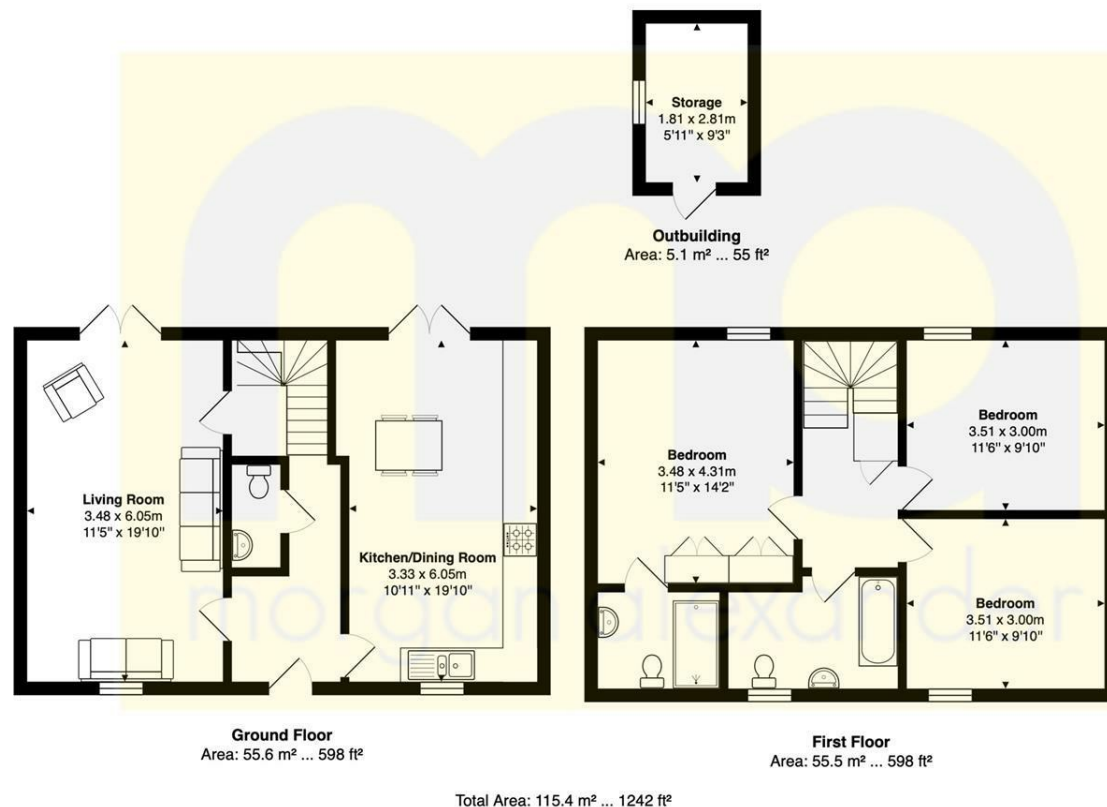 Storage
1.81 x 2.81m
5'11" x 9'3"
Outbuilding
Area: 5.1 m² ... 55 ft²
Living Room
3.48 x 6.05m
11'5" x 19'10"
Kitchen/Dining Room
3.33 x 6.05m
10'11" x 19'10"
Ground Floor
Area: 55.6 m² ... 598 ft²
Bedroom
3.48 x 4.31m
11'5" x 14'2"
Bedroom
3.51 x 3.00m
11'6" x 9'10"
Bedroom
3.51 x 3.00m
11'6" x 9'10"
First Floor
Area: 55.5 m² ... 598 ft²
Total Area: 115.4 m² ... 1242 ft²
ma
morgan alexander